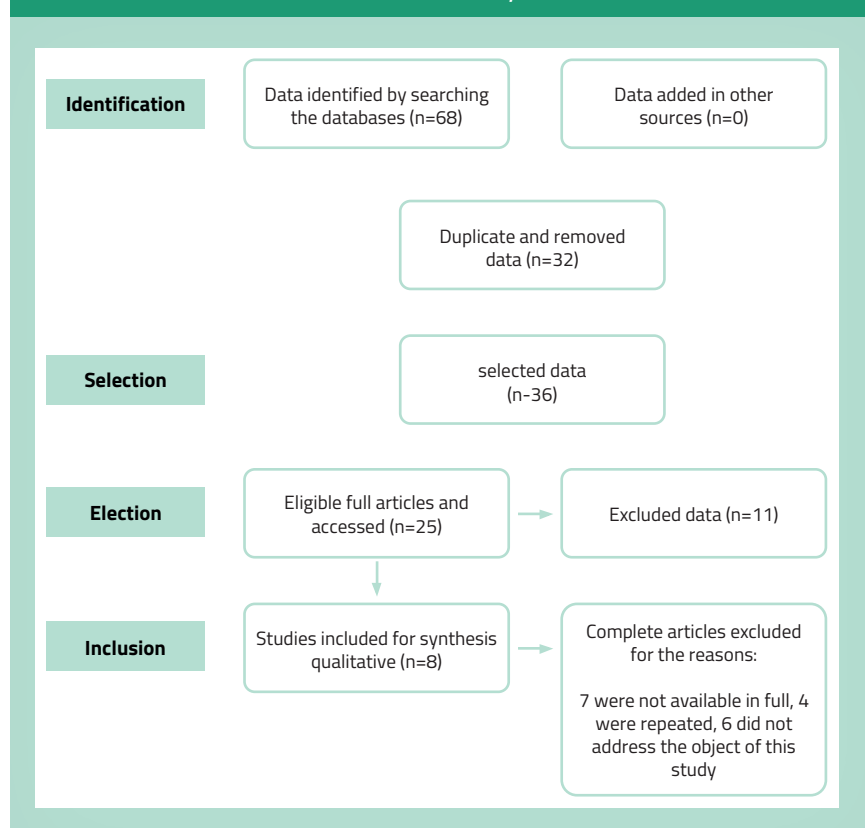 Identification
Data identified by searching
the databases (n=68)
Data added in other
sources (n=0)
Duplicate and removed
data (n=32)
Selection
selected data
(n-36)
Election
Eligible full articles and
accessed (n=25)
Excluded data (n=11)
Inclusion
Studies included for synthesis
qualitative (n=8)
Complete articles excluded
for the reasons:
7 were not available in full, 4
were repeated, 6 did not
address the object of this
study